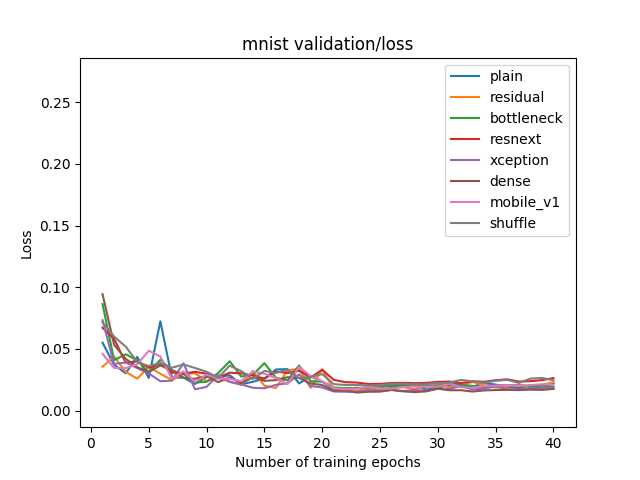 mnist validation/loss
Loss
0.25
0.20
0.15
0.10
0.05
0.00
plain
residual
bottleneck
resnext
xception
dense
mobile_v1
shuffle
0 5 10 15 20 25 30 35 40
Number of training epochs